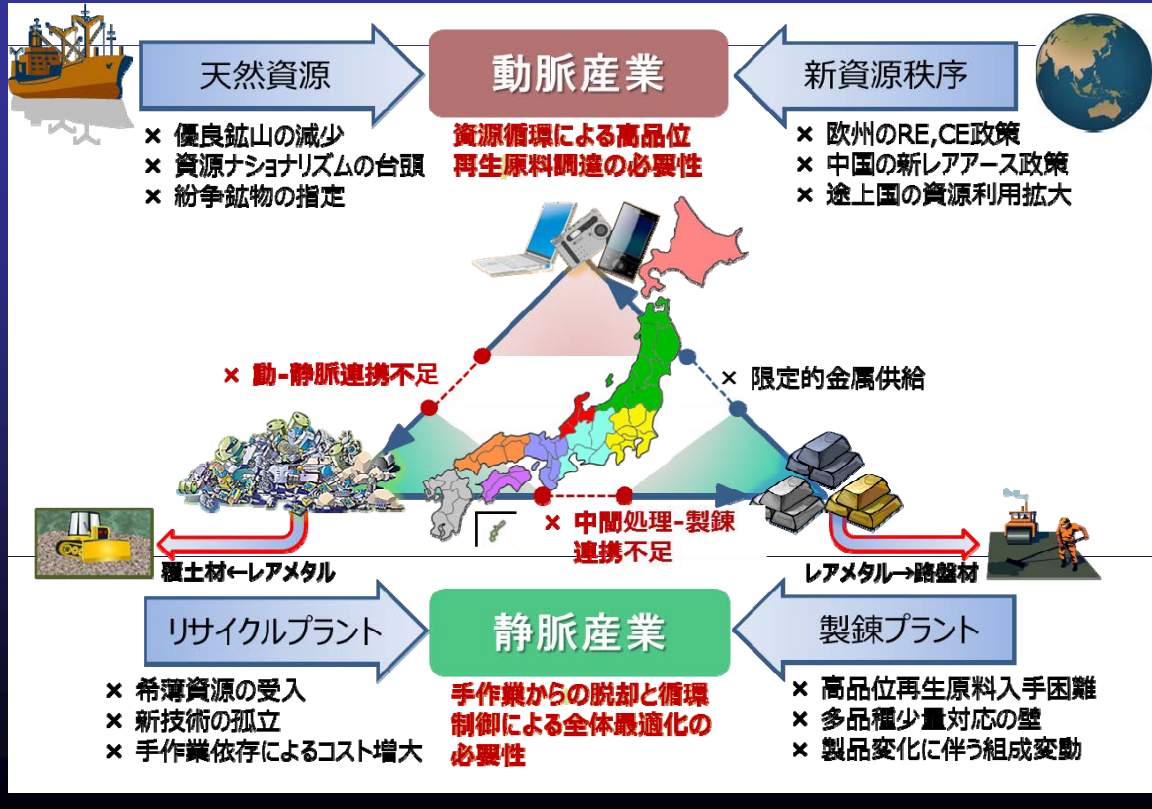 天然資源
動脈産業
新資源秩序
× 優良鉱山の減少
× 資源ナショナリズムの台頭
× 紛争鉱物の指定
資源循環による高品位
再生原料調達の必要性
× 欧州のRE,CE政策
× 中国の新レアアース政策
× 途上国の資源利用拡大
× 動-静脈連携不足
× 限定的金属供給
× 中間処理-製錬
連携不足
覆土材←レアメタル
レアメタル→路盤材
リサイクルプラント
静脈産業
製錬プラント
× 希薄資源の受入
× 新技術の孤立
× 手作業依存によるコスト増大
手作業からの脱却と循環
制御による全体最適化の
必要性
× 高品位再生原料入手困難
× 多品種少量対応の壁
× 製品変化に伴う組成変動